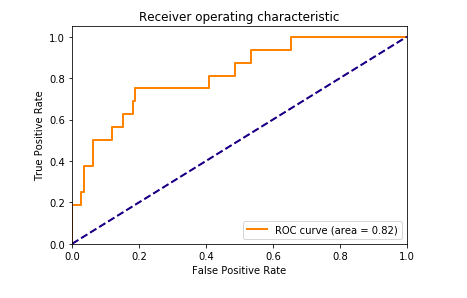 Receiver operating characteristic
True Positive Rate
1.0
0.8
0.6
0.4
0.2
0.0
ROC curve (area = 0.82)
0.0 0.2 0.4 0.6 0.8 1.0
False Positive Rate